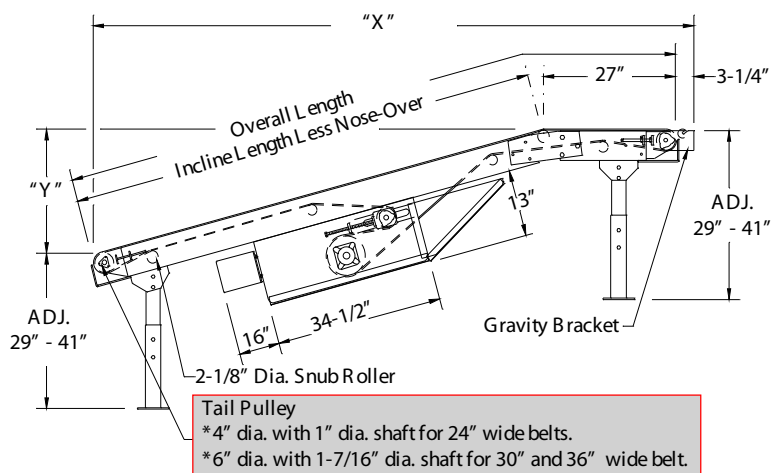 “X”
27”
3-1/4”
Overall Length
Incline Length Less Nose-Over
“Y”
13”
ADJ.
29” - 41”
34-1/2”
16”
ADJ.
29” - 41”
Gravity Bracket
2-1/8” Dia. Snub Roller
Tail Pulley
*4” dia. with 1” dia. shaft for 24” wide belts.
*6” dia. with 1-7/16” dia. shaft for 30” and 36” wide belt.